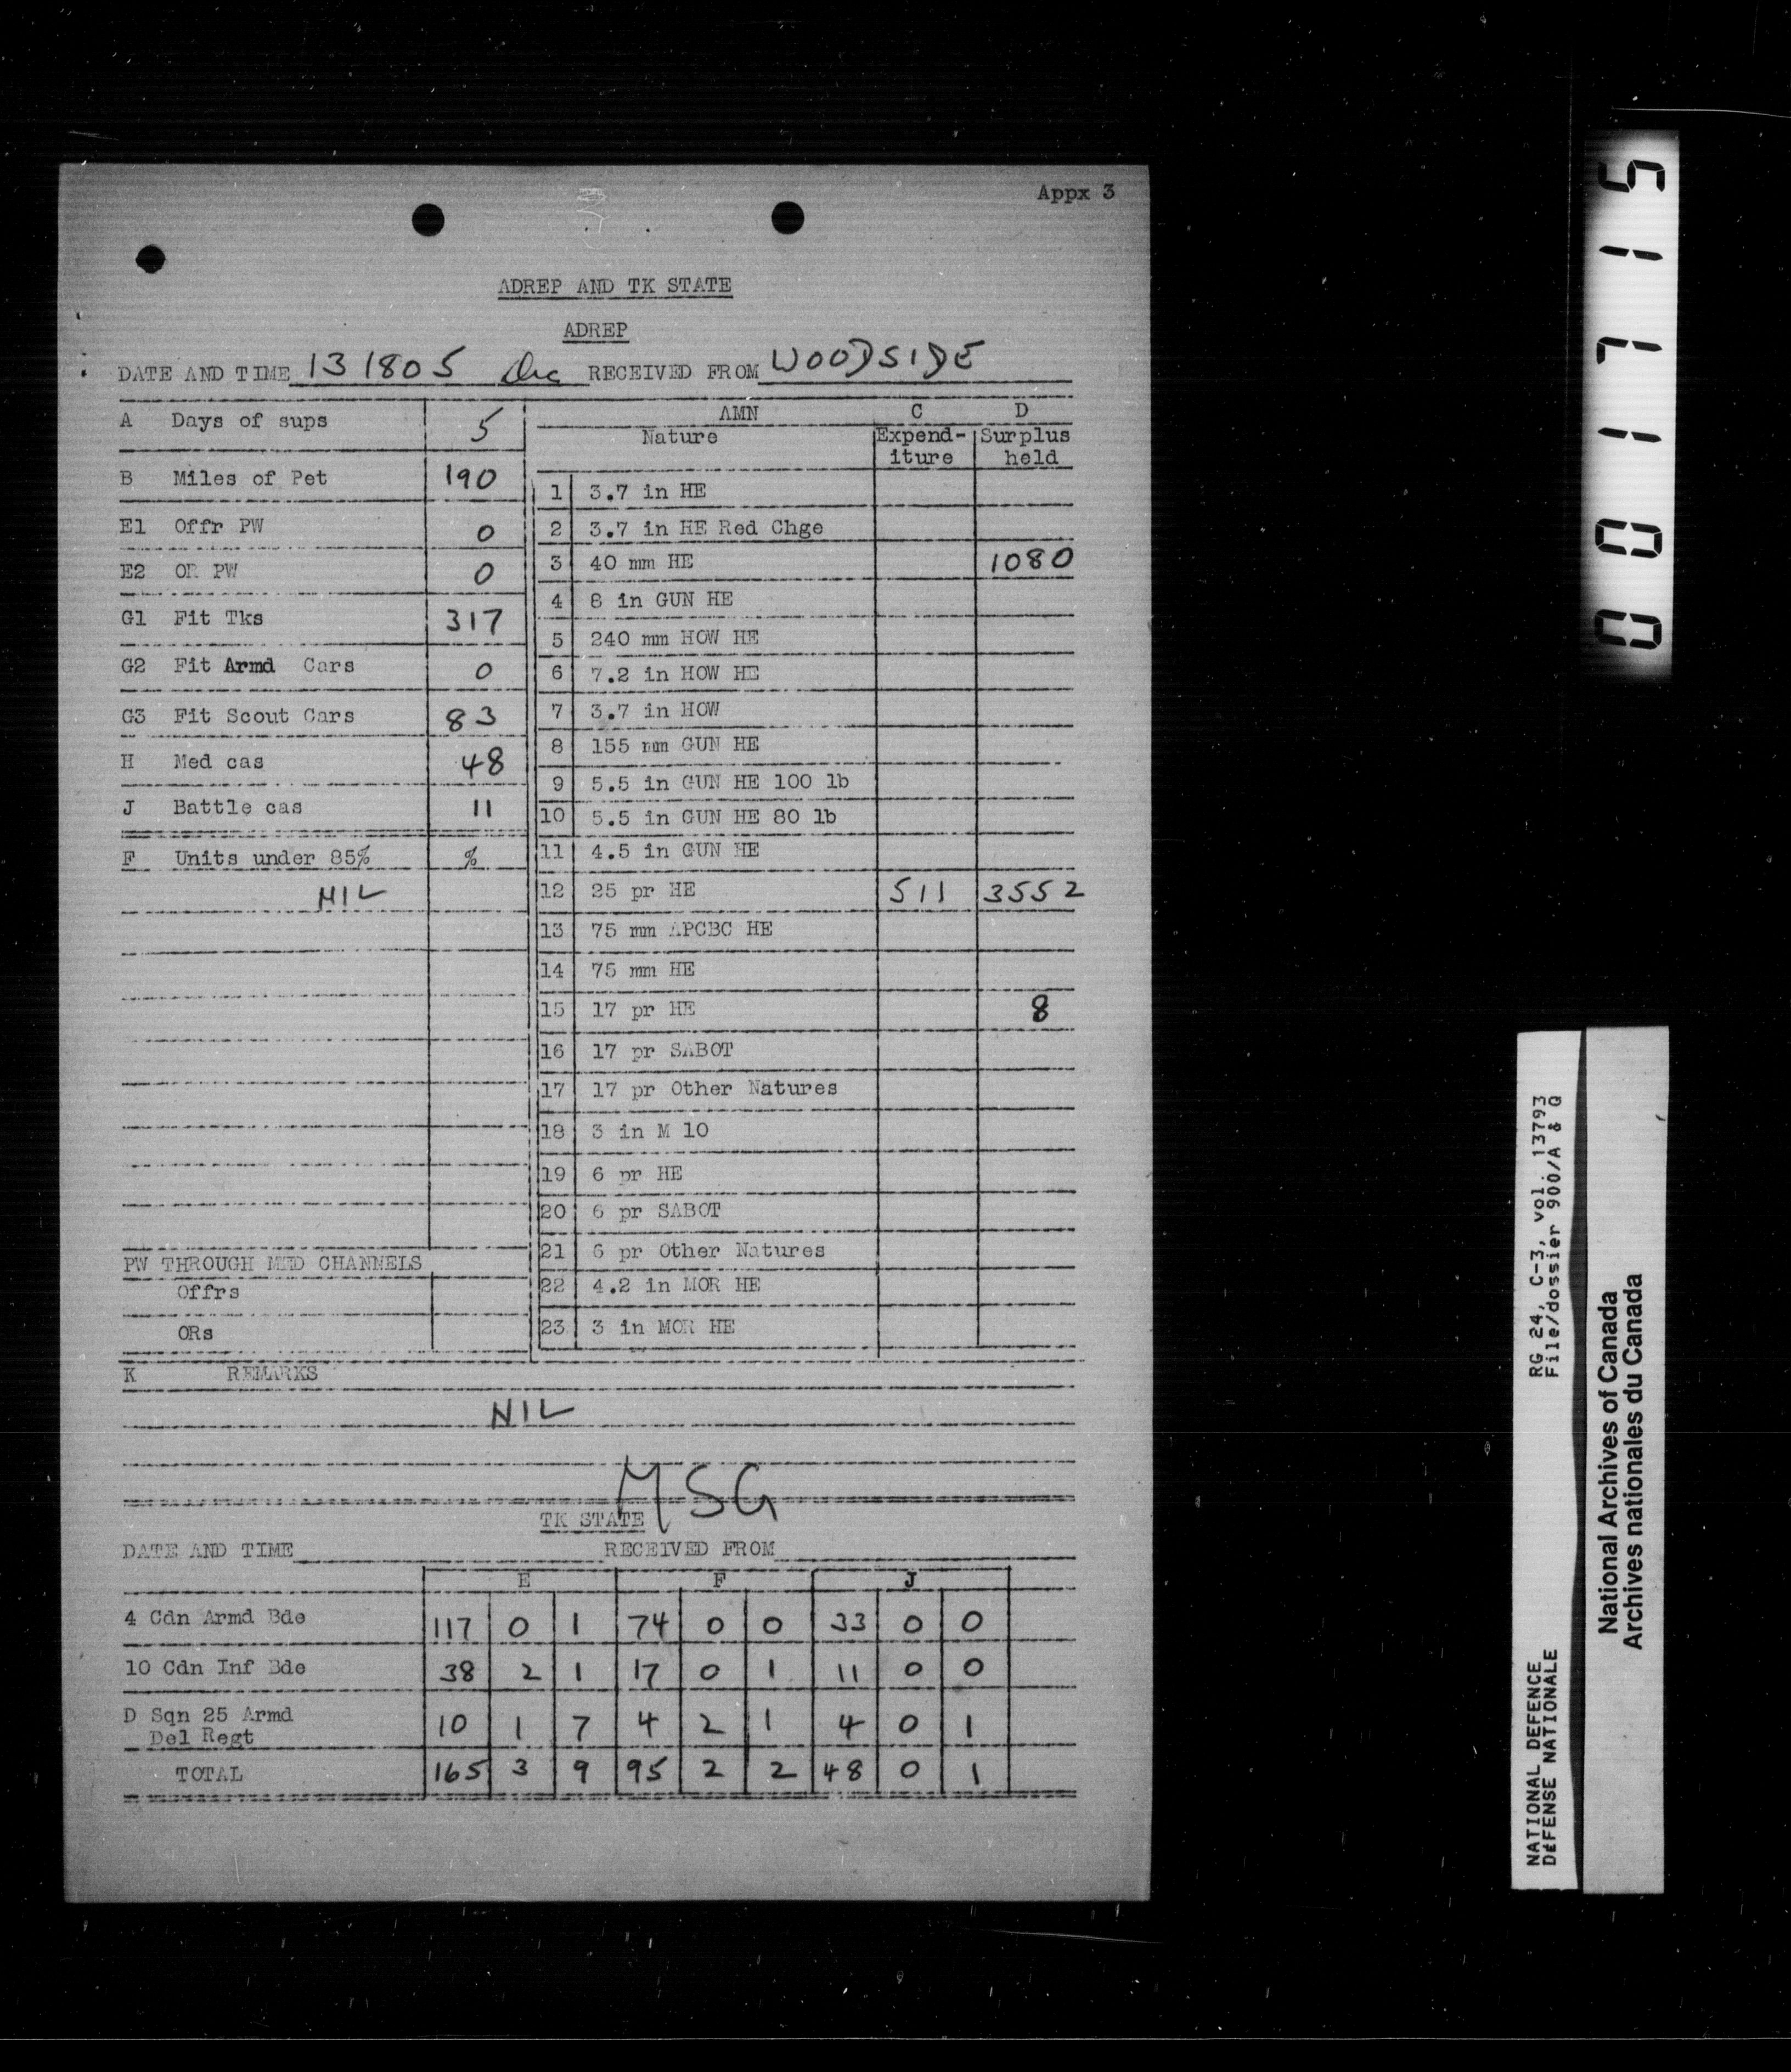 Appx 3
ADREP AND TK STATE
ADREP
DATE AND TIME 131805 Dec RECEIVED FROM WOODSIDE
A Days of sups 5
B Miles of Pet 190
E1 Offr PW 0
E2 OR PW 0
G1 Fit Tks 317
G2 Fit Armd Cars 0
G3 Fit Scout Cars 83
H Med cas 48
J Battle cas 11
F Units under 85% %
NIL
PW THROUGH MED CHANNELS
Offrs
ORs
AMN C D
Nature Expend- Surplus
iture held
1 3.7 in HE
2 3.7 in HE Red Chge
3 40 mm HE 1080
4 8 in GUN HE
5 240 mm HOW HE
6 7.2 in HOW HE
7 3.7 in HOW
8 155 mm GUN HE
9 5.5 in GUN HE 100 lb
10 5.5 in GUN HE 80 lb
11 4.5 in GUN HE
12 25 pr HE 511 3552
13 75 mm APCBC HE
14 75 mm HE
15 17 pr HE 8
16 17 pr SABOT
17 17 pr Other Natures
18 3 in M 10
19 6 pr HE
20 6 pr SABOT
21 6 pr Other Natures
22 4.2 in MOR HE
23 3 in MOR HE
K REMARKS
NIL
MSG
TK STATE
DATE AND TIME RECEIVED FROM
E F J
4 Cdn Armd Bde 117 0 1 74 0 0 33 0 0
10 Cdn Inf Bde 38 2 1 17 0 1 11 0 0
D Sqn 25 Armd
Del Regt 10 1 7 4 2 1 4 0 1
TOTAL 165 3 9 95 2 2 48 0 1
001715
NATIONAL DEFENCE RG 24, C-3, vol. 13793
DéFENSE NATIONALE File/dossier 900/A & Q
National Archives of Canada
Archives nationales du Canada